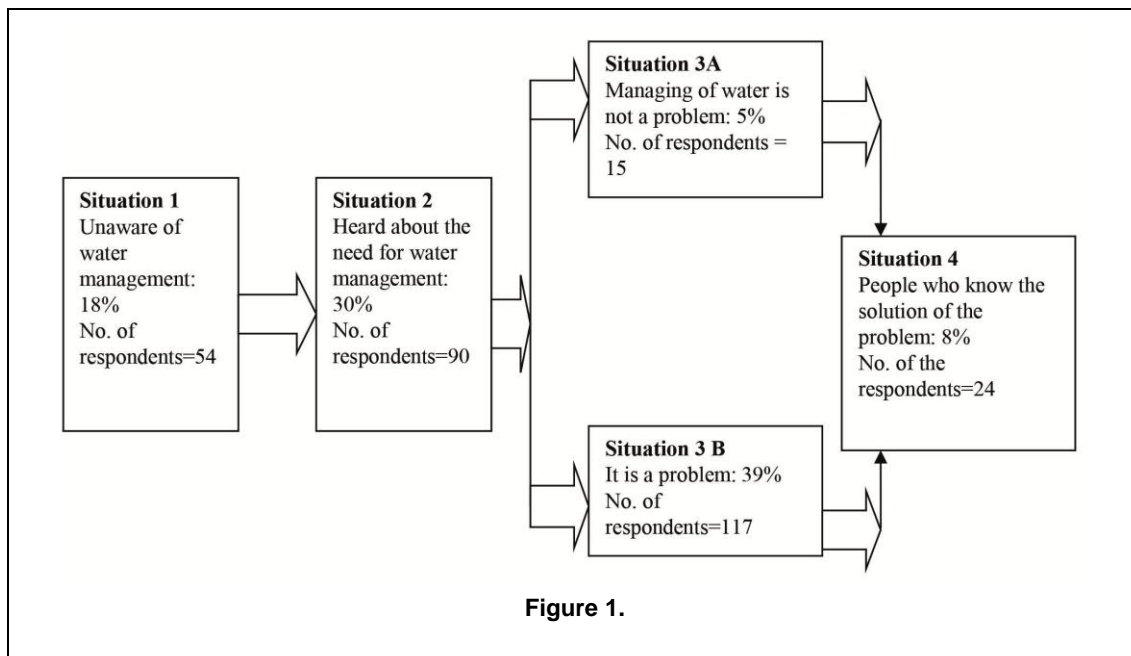 Situation 1
Unaware of
water
management:
18%
No. of
respondents=54
Situation 2
Heard about the
need for water
management:
30%
No. of
respondents=90
Situation 3A
Managing of water is
not a problem: 5%
No. of respondents =
15
Situation 3 B
It is a problem: 39%
No. of
respondents=117
Situation 4
People who know the
solution of the
problem: 8%
No. of the
respondents=24
Figure 1.